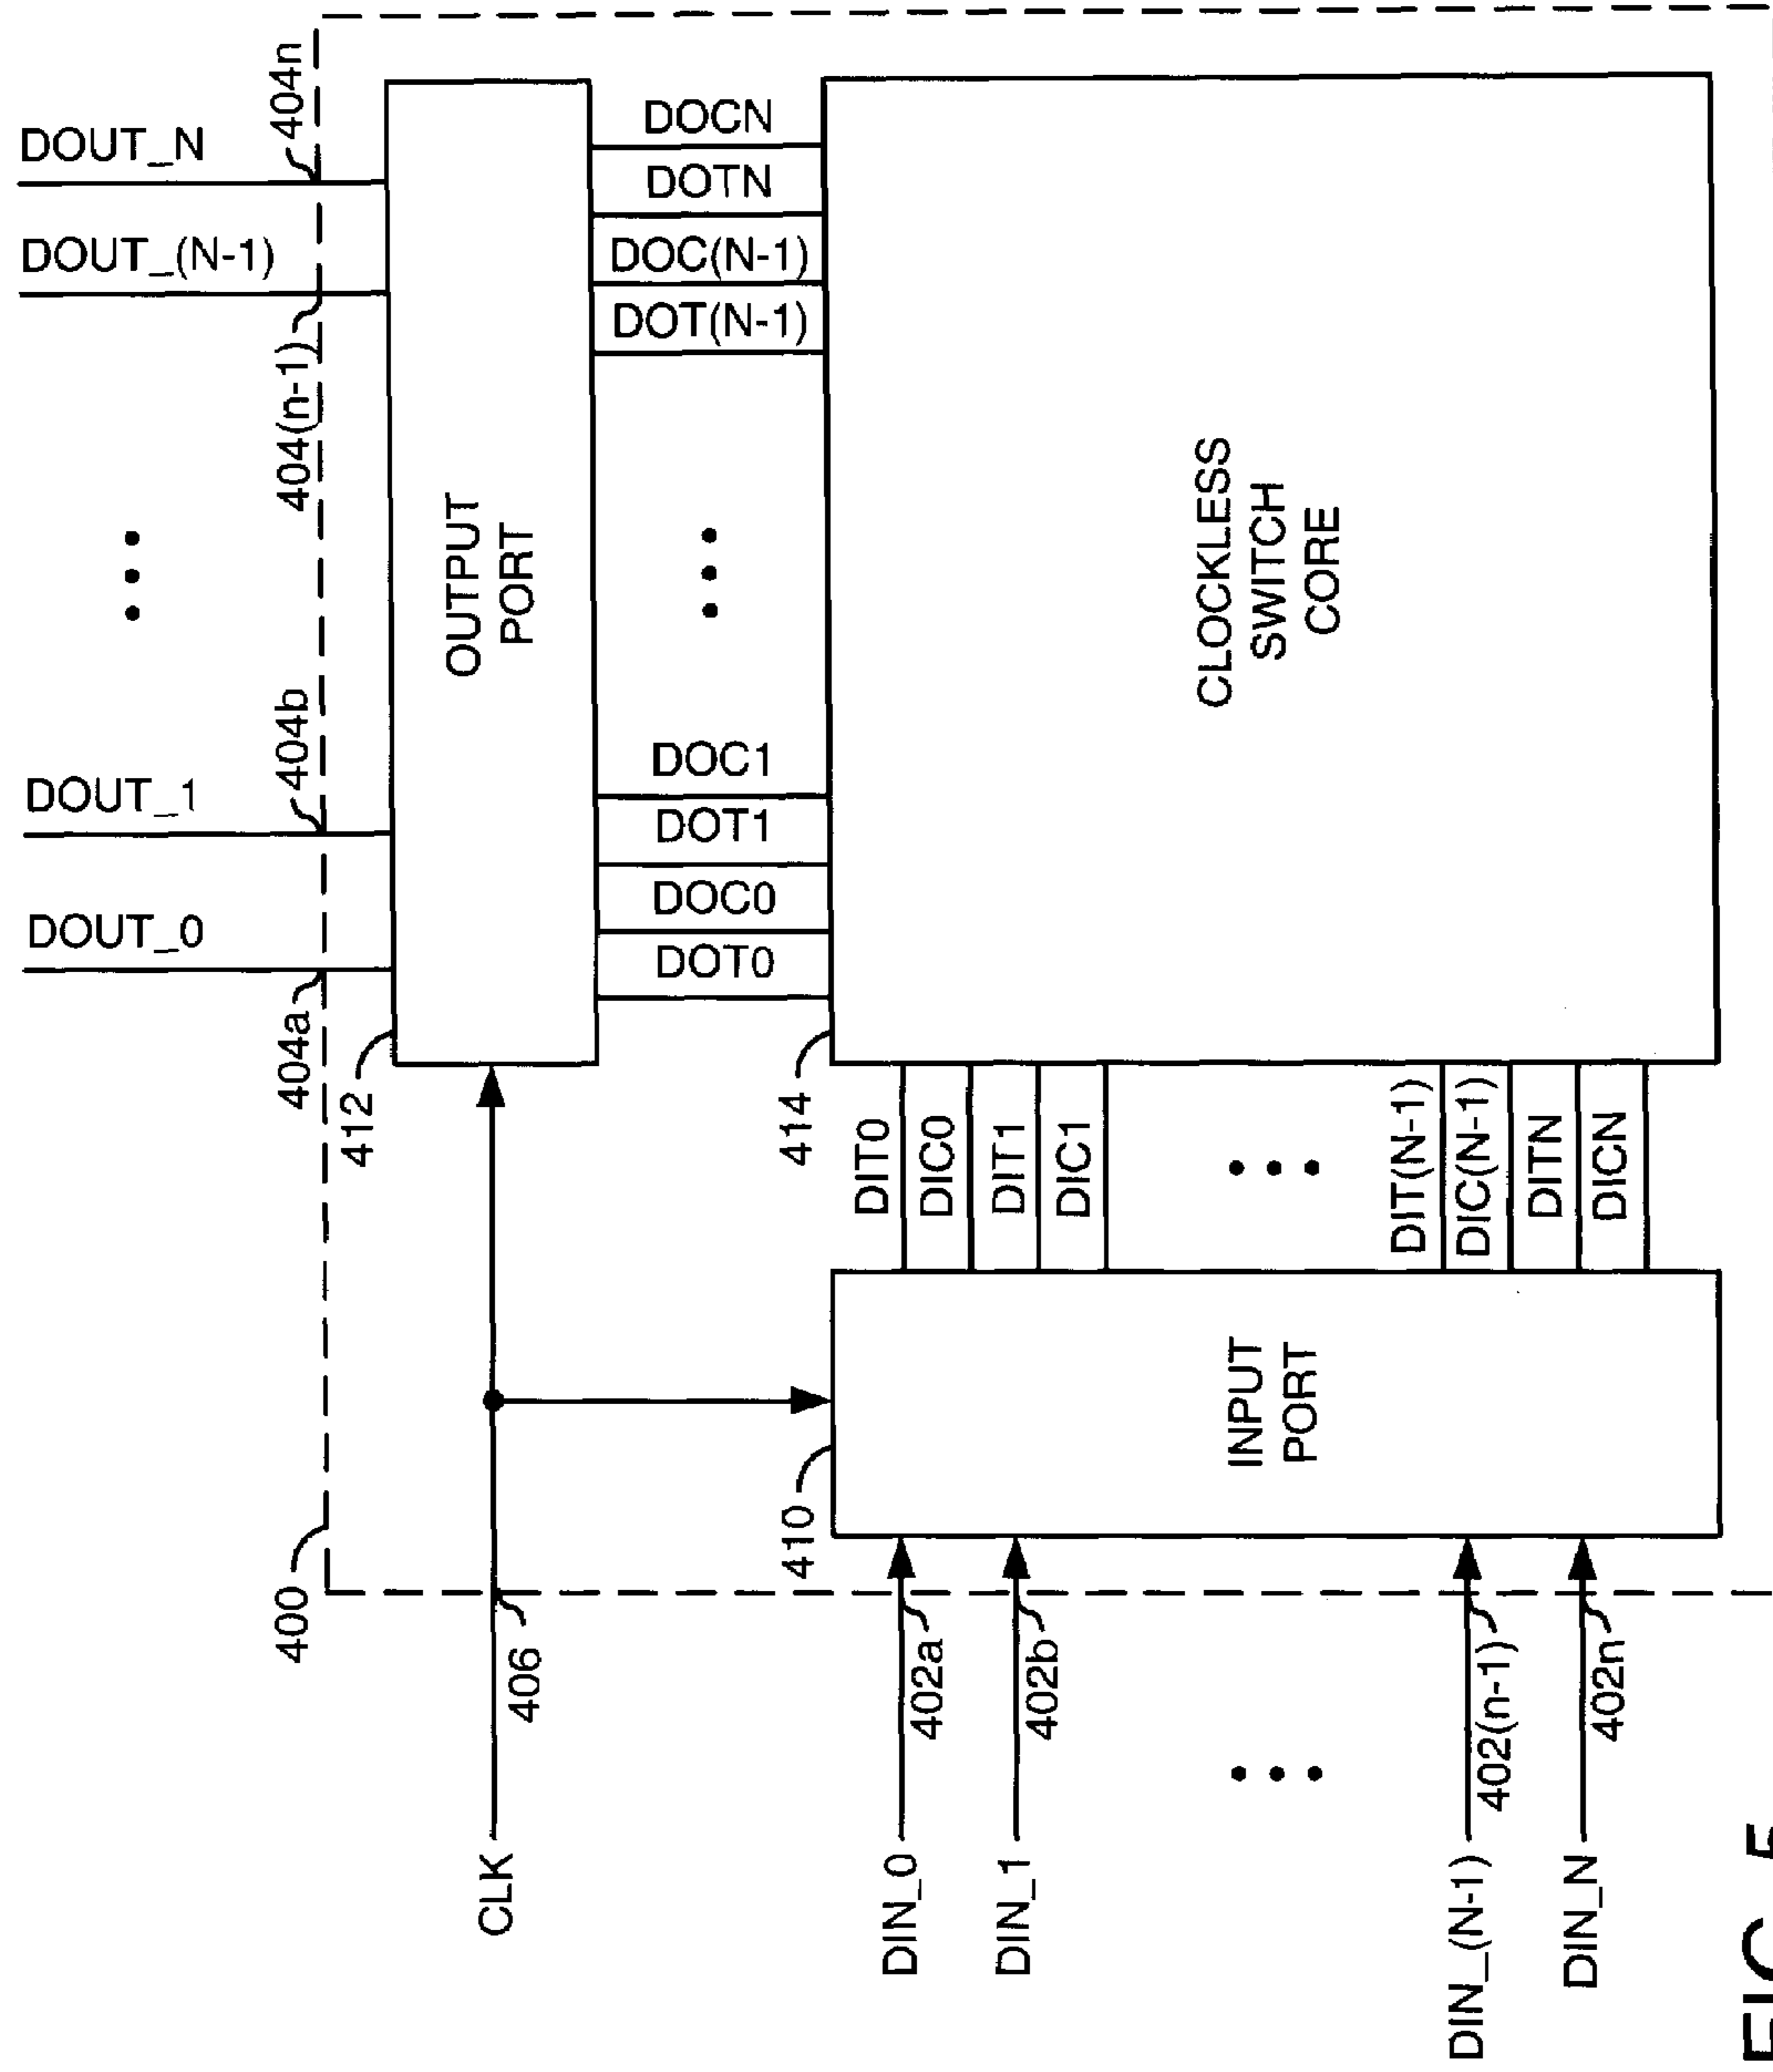 DOUT_N
404n
DOUT_(N-1)
404(n-1)
DOUT_1
404b
DOUT_0
404a
412
OUTPUT
PORT
DOCN
DOTN
DOC(N-1)
DOT(N-1)
DOC1
DOT1
DOC0
DOT0
414
CLOCKLESS
SWITCH
CORE
DIT0
DIC0
DIT1
DIC1
DIT(N-1)
DIC(N-1)
DITN
DICN
410
INPUT
PORT
400
406
CLK
402a
402b
402(n-1)
402n
DIN_0
DIN_1
DIN_(N-1)
DIN_N
FIG. 5